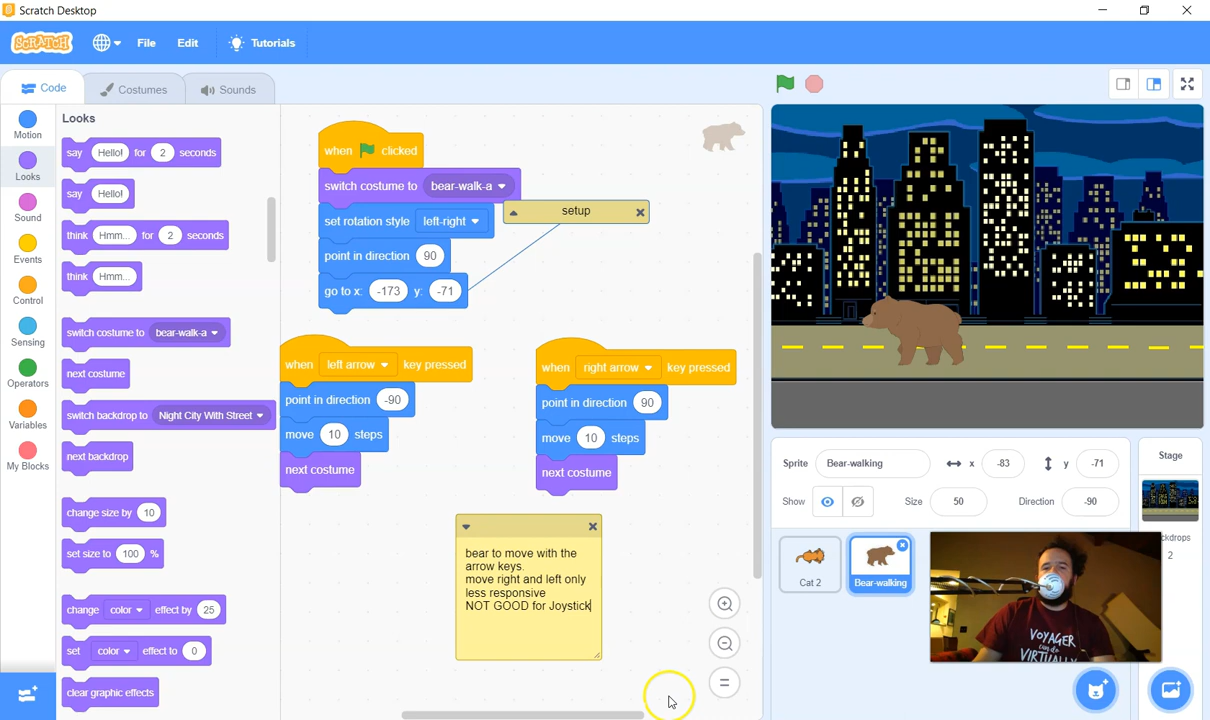 Scratch Desktop
SCRATCH File Edit Tutorials
Code Costumes Sounds
Motion
Looks
Sound
Events
Control
Sensing
Operators
Variables
My Blocks
Looks
say Hello! for 2 seconds
say Hello!
think Hmm... for 2 seconds
think Hmm...
switch costume to bear-walk-a
next costume
switch backdrop to Night City With Street
next backdrop
change size by 10
set size to 100 %
change color effect by 25
set color effect to 0
clear graphic effects
when clicked
switch costume to bear-walk-a
set rotation style left-right
point in direction 90
go to x: -173 y: -71
setup
when left arrow key pressed
point in direction -90
move 10 steps
next costume
when right arrow key pressed
point in direction 90
move 10 steps
next costume
bear to move with the
arrow keys.
move right and left only
less responsive
NOT GOOD for Joystick
Sprite Bear-walking x -83 y -71
Show Size 50 Direction -90
Cat 2
Bear-walking
Stage
ckdrops
2
VOYAGER
can do
VIRTUALLY